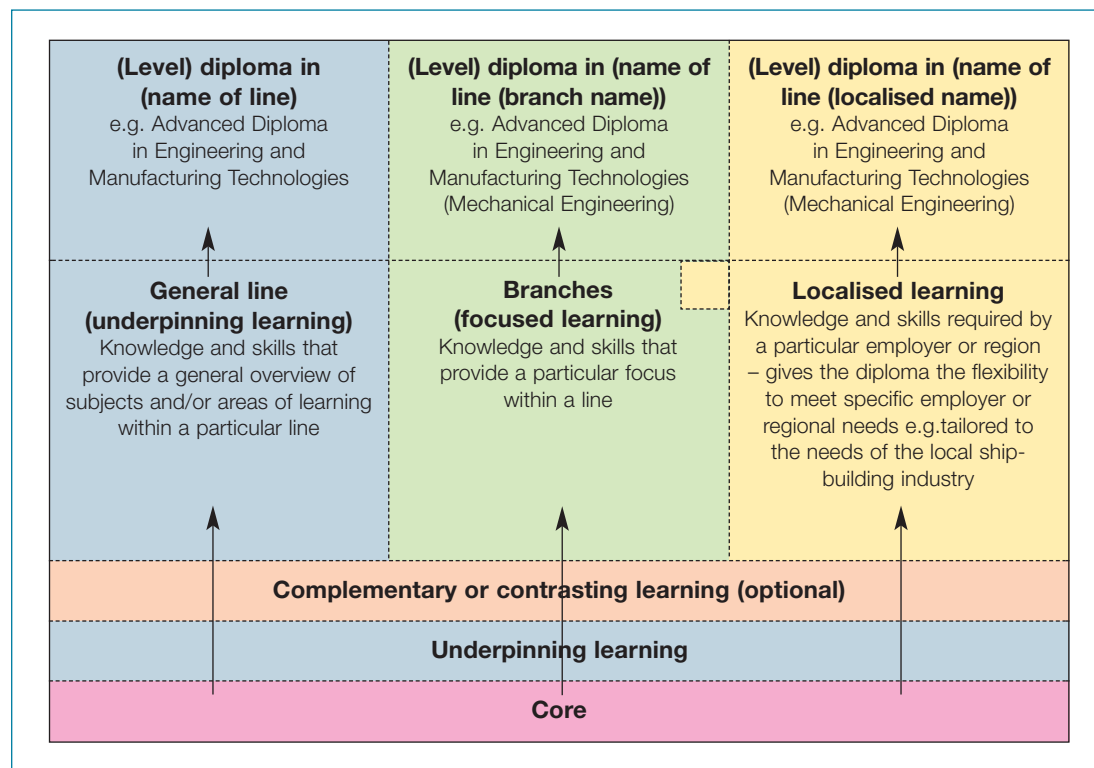 (Level) diploma in
(name of line)
e.g. Advanced Diploma
in Engineering and
Manufacturing Technologies
(Level) diploma in (name of
line (branch name))
e.g. Advanced Diploma
in Engineering and
Manufacturing Technologies
(Mechanical Engineering)
(Level) diploma in (name of
line (localised name))
e.g. Advanced Diploma
in Engineering and
Manufacturing Technologies
(Mechanical Engineering)
General line
(underpinning learning)
Knowledge and skills that
provide a general overview of
subjects and/or areas of learning
within a particular line
Branches
(focused learning)
Knowledge and skills that
provide a particular focus
within a line
Localised learning
Knowledge and skills required by
a particular employer or region
– gives the diploma the flexibility
to meet specific employer or
regional needs e.g.tailored to
the needs of the local ship-
building industry
Complementary or contrasting learning (optional)
Underpinning learning
Core